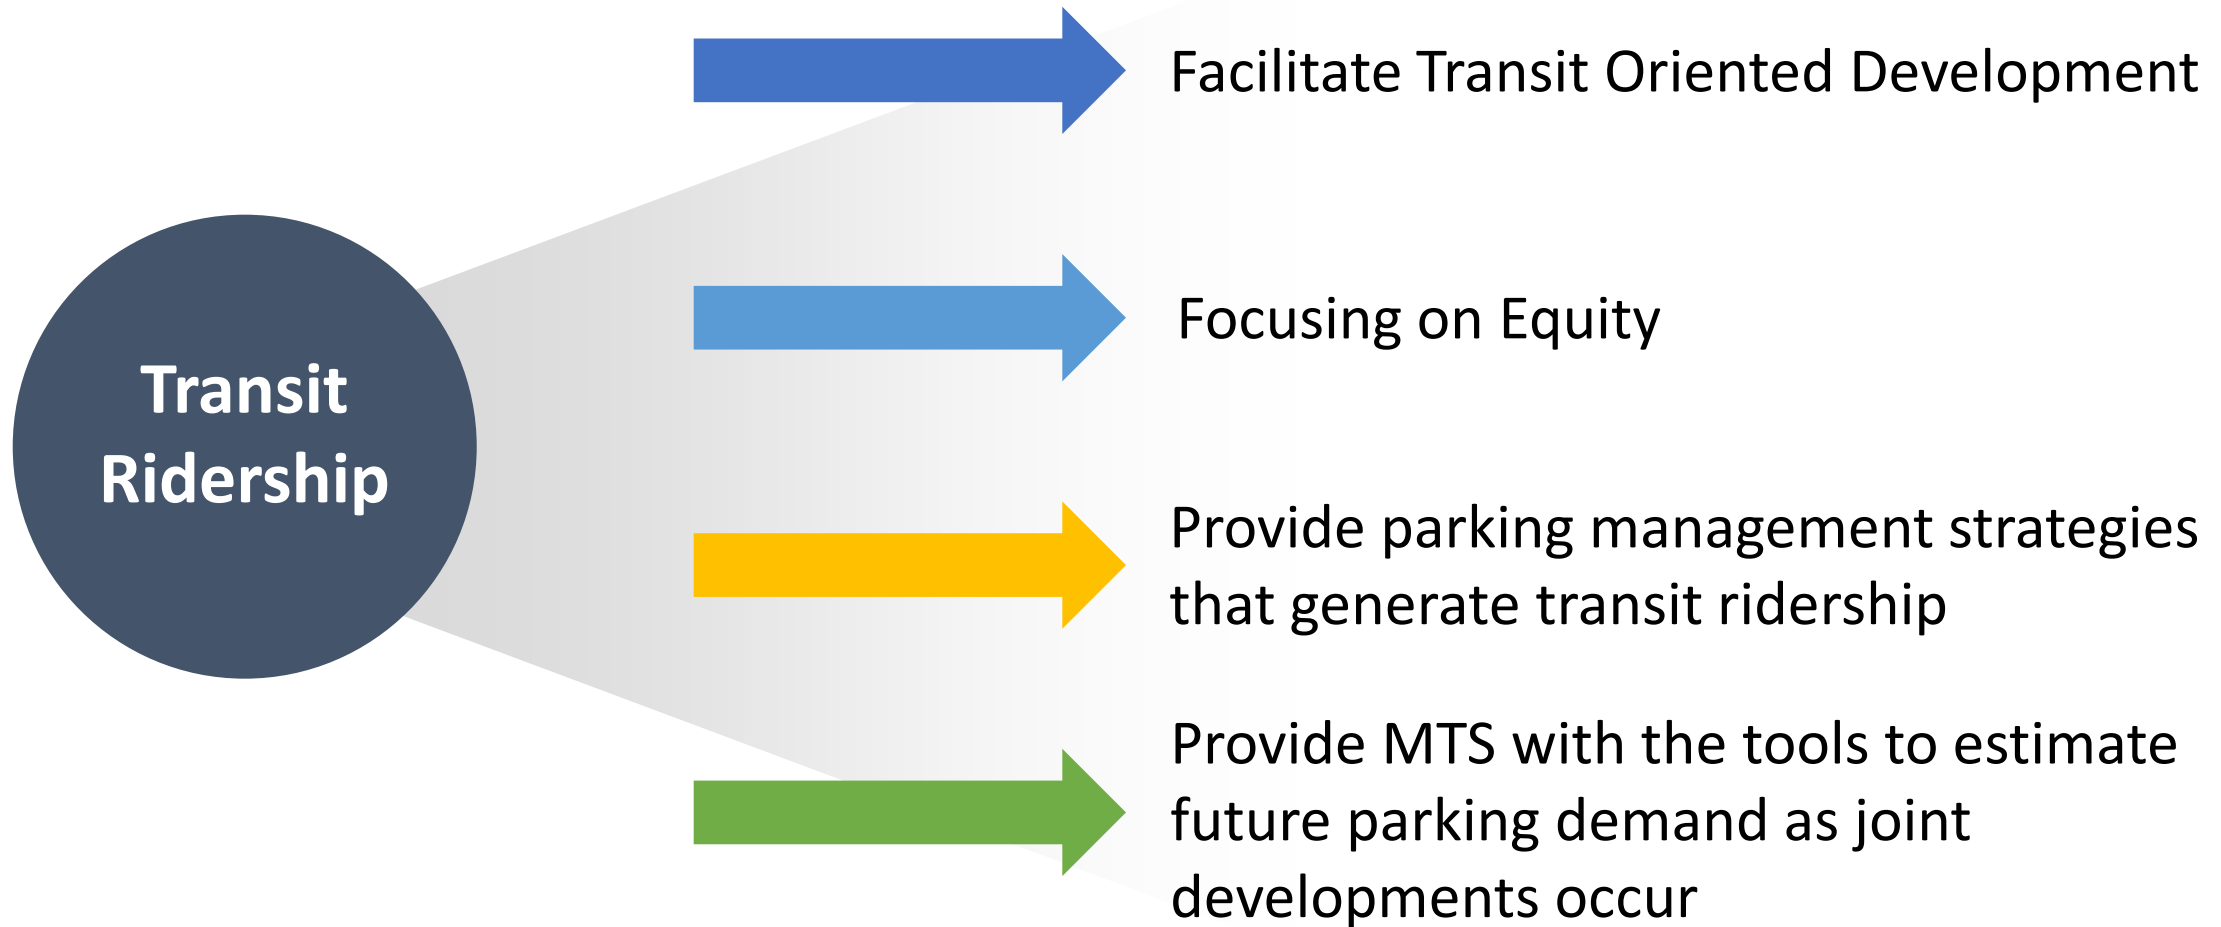 Facilitate Transit Oriented Development
Focusing on Equity
Transit
Ridership
Provide parking management strategies
that generate transit ridership
Provide MTS with the tools to estimate
future parking demand as joint
developments occur